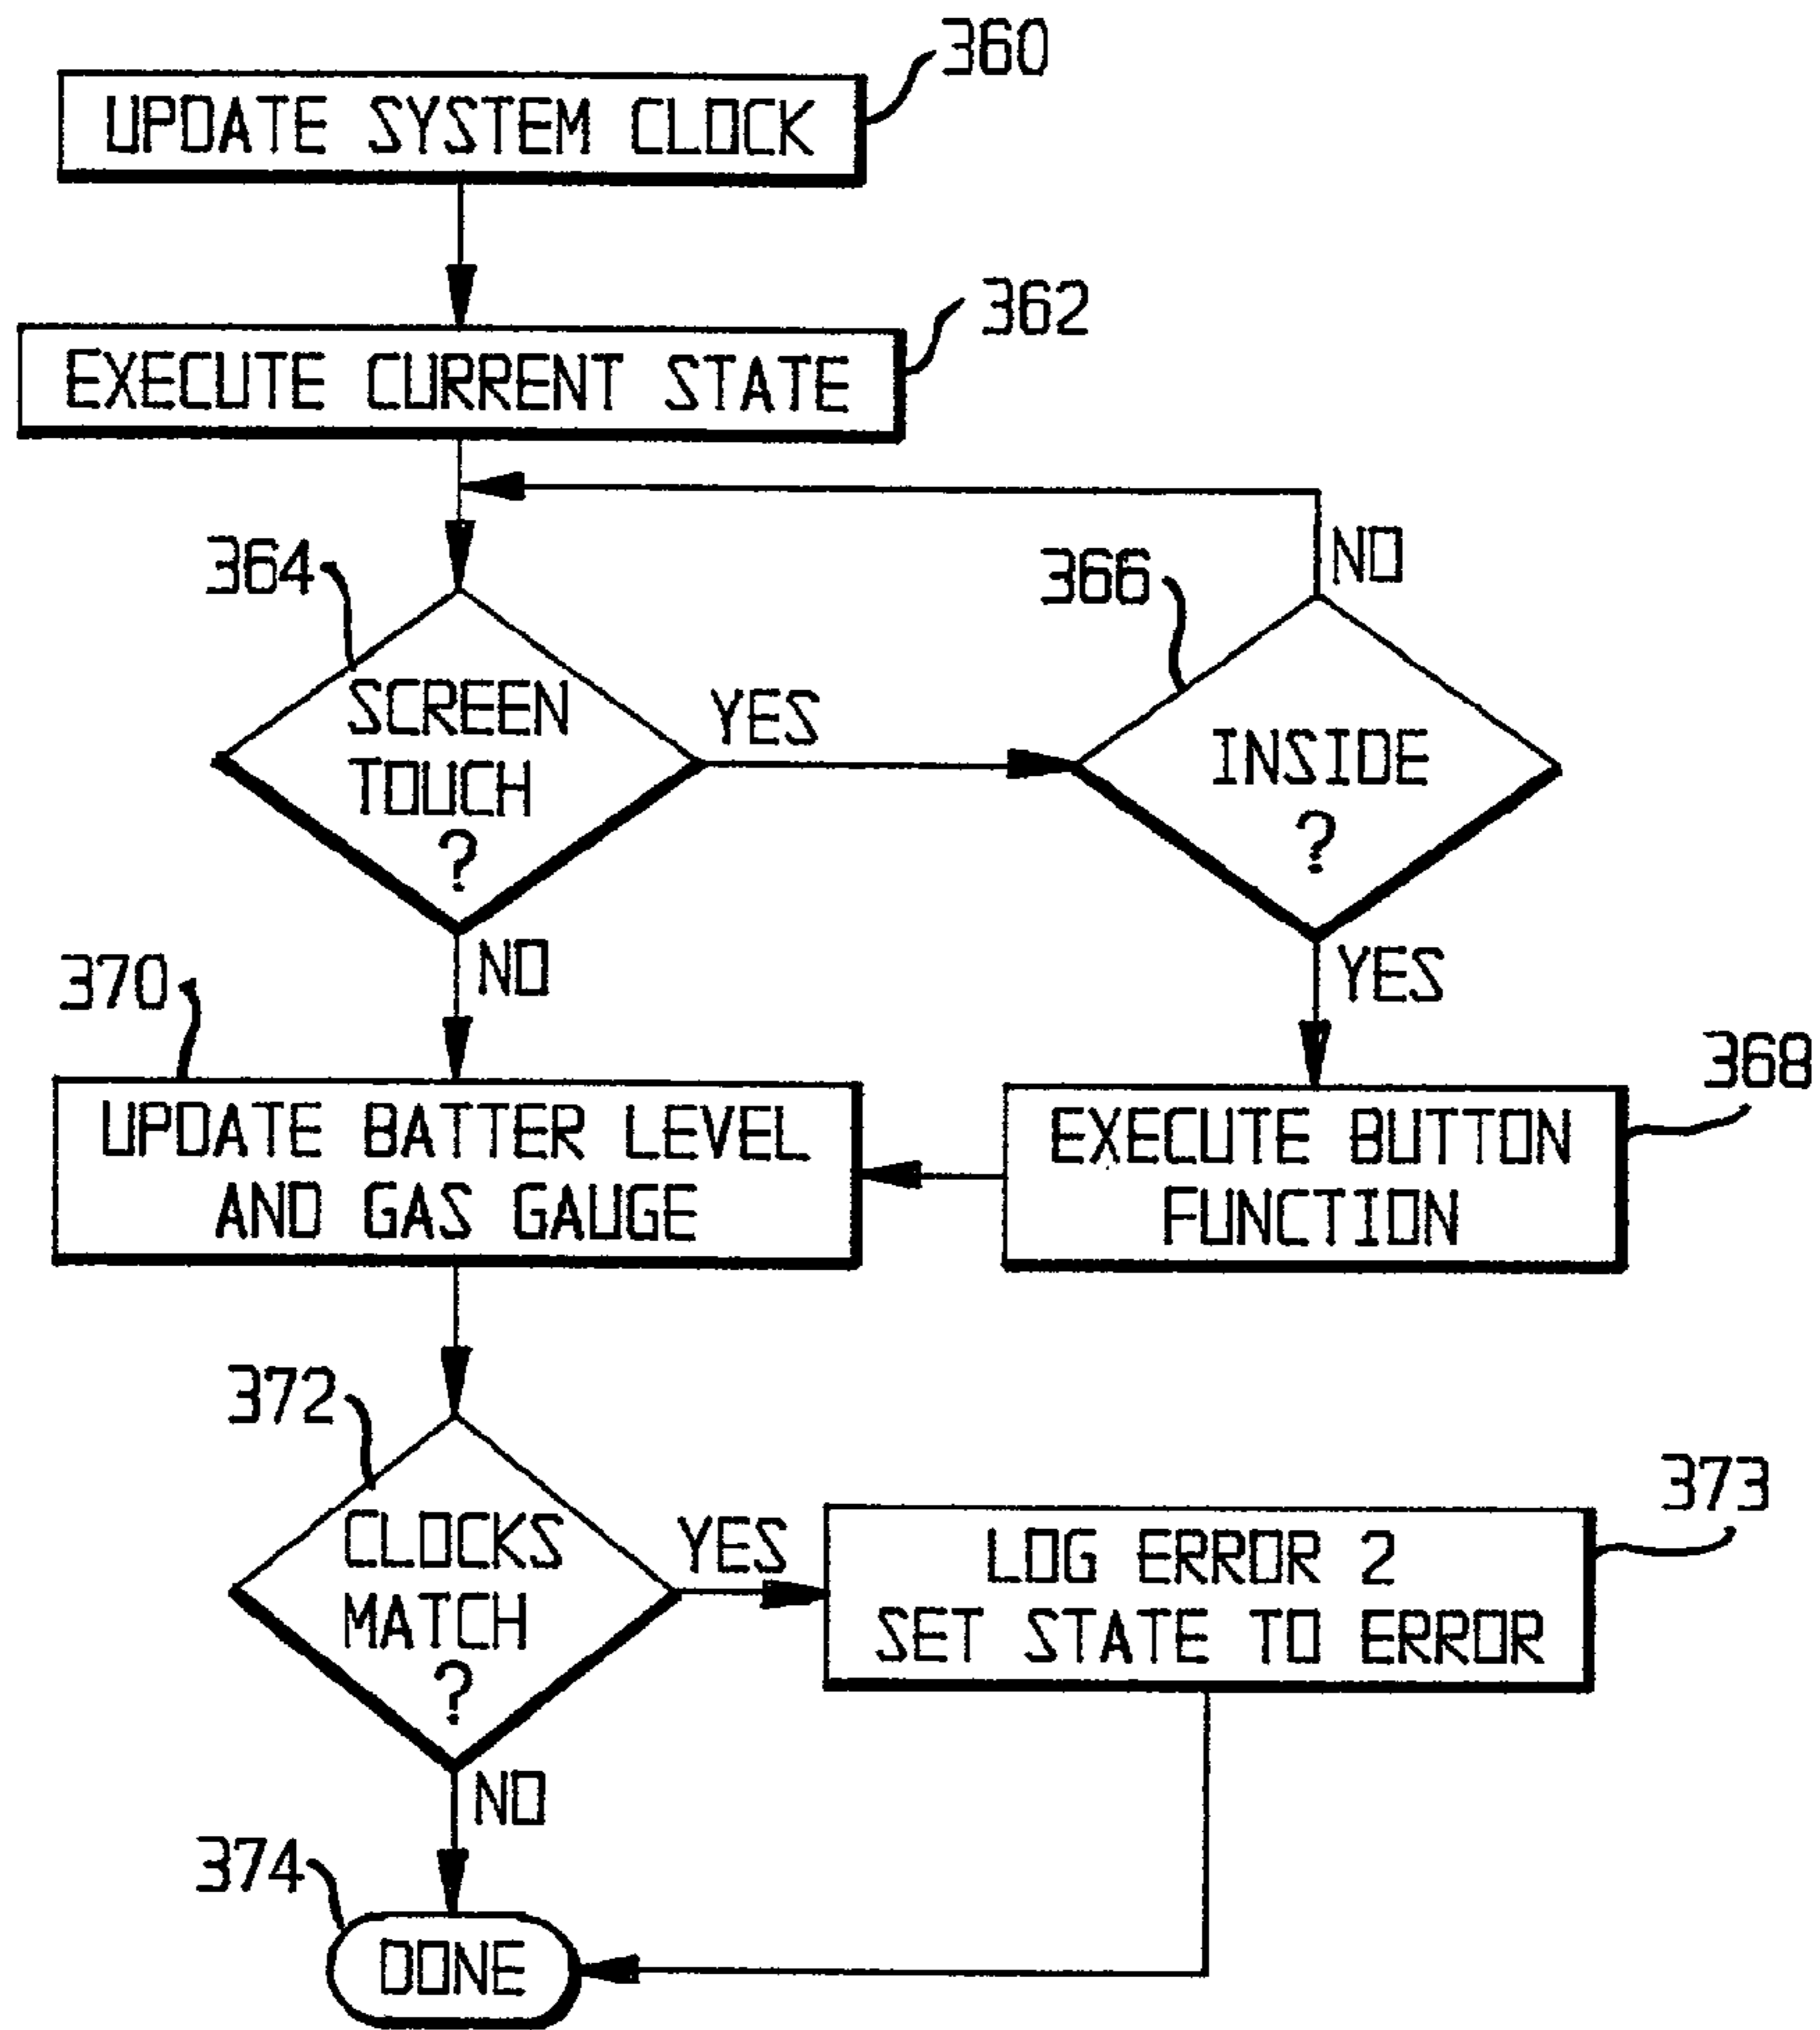 360
UPDATE SYSTEM CLOCK
362
EXECUTE CURRENT STATE
364
SCREEN
TOUCH
?
YES
NO
366
INSIDE
?
NO
YES
368
EXECUTE BUTTON
FUNCTION
370
UPDATE BATTER LEVEL
AND GAS GAUGE
372
CLOCKS
MATCH
?
YES
NO
373
LOG ERROR 2
SET STATE TO ERROR
374
DONE